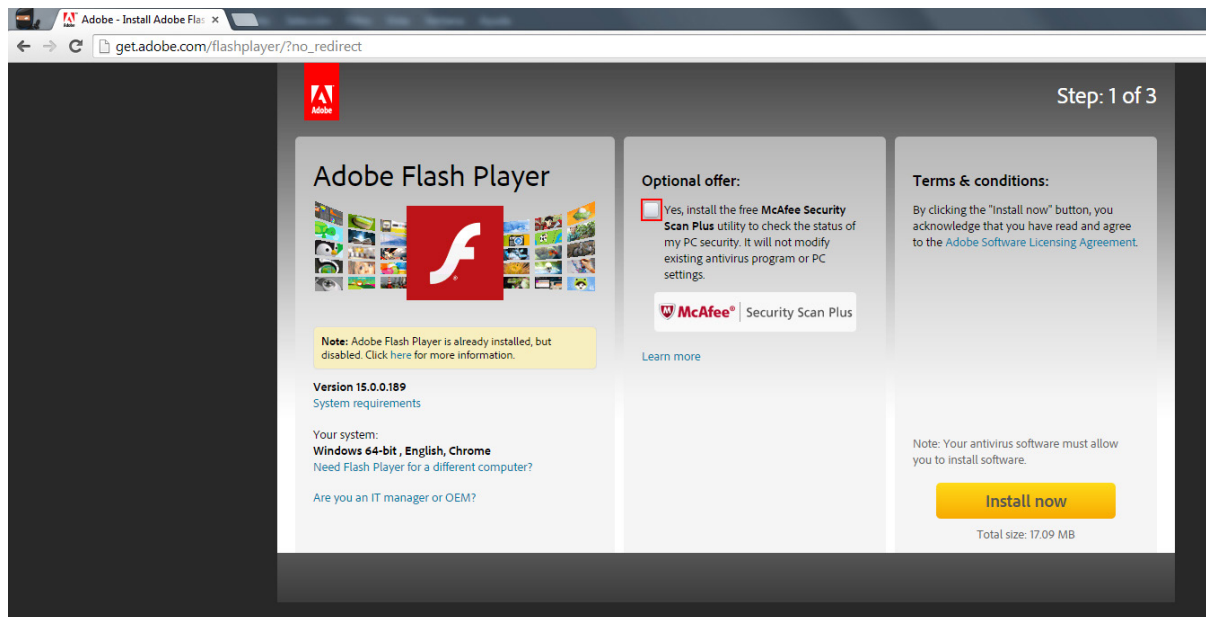 Adobe - Install Adobe Flas
get.adobe.com/flashplayer/?no_redirect
Adobe
Step: 1 of 3
Adobe Flash Player
Note: Adobe Flash Player is already installed, but
disabled. Click here for more information.
Version 15.0.0.189
System requirements
Your system:
Windows 64-bit , English, Chrome
Need Flash Player for a different computer?
Are you an IT manager or OEM?
Optional offer:
Yes, install the free McAfee Security
Scan Plus utility to check the status of
my PC security. It will not modify
existing antivirus program or PC
settings.
McAfee® Security Scan Plus
Learn more
Terms & conditions:
By clicking the "Install now" button, you
acknowledge that you have read and agree
to the Adobe Software Licensing Agreement.
Note: Your antivirus software must allow
you to install software.
Install now
Total size: 17.09 MB